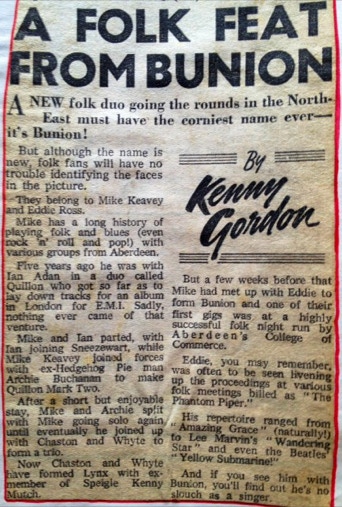 A FOLK FEAT
FROM BUNION
A NEW folk duo going the rounds in the North-
East must have the corniest name ever—
it's Bunion!
But although the name is
new, folk fans will have no
trouble identifying the faces
in the picture.
They belong to Mike Keavey
and Eddie Ross.
Mike has a long history of
playing folk and blues (even
rock 'n' roll and pop!) with
various groups from Aberdeen.
Five years ago he was with
Ian Adan in a duo called
Quillon who got so far as to
lay down tracks for an album
in London for E.M.I. Sadly,
nothing ever came of that
venture.
Mike and Ian parted, with
Ian joining Sneezewart, while
Mike Keavey joined forces
with ex-Hedgehog Pie man
Archie Buchanan to make
Quillon Mark Two.
After a short but enjoyable
stay, Mike and Archie split
with Mike going solo again
until eventually he joined up
with Chaston and Whyte to
form a trio.
Now Chaston and Whyte
have formed Lynx with ex-
member of Speigle Kenny
Mutch.
By
Kenny
Gordon
But a few weeks before that
Mike had met up with Eddie to
form Bunion and one of their
first gigs was at a highly
successful folk night run by
Aberdeen's College of
Commerce.
Eddie, you may remember,
was often to be seen livening
up the proceedings at various
folk meetings billed as "The
Phantom Piper."
His repertoire ranged from
"Amazing Grace" (naturally!)
to Lee Marvin's "Wandering
Star" and even the Beatles'
"Yellow Submarine!"
And if you see him with
Bunion, you'll find out he's no
slouch as a singer.